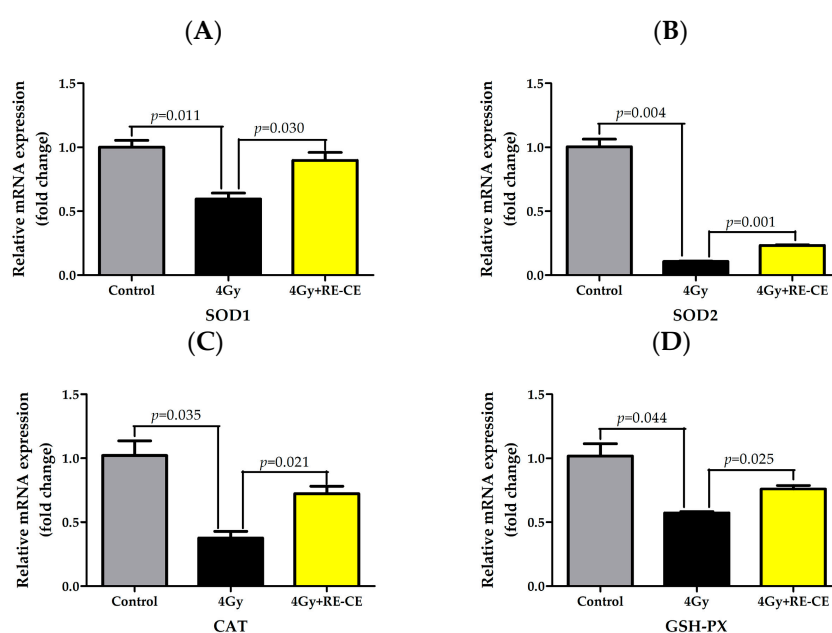 (A)
Relative mRNA expression
(fold change)
1.5
1.0
0.5
0.0
p=0.011
p=0.030
Control
4Gy
4Gy+RE-CE
SOD1
(B)
Relative mRNA expression
(fold change)
1.5
1.0
0.5
0.0
p=0.004
p=0.001
Control
4Gy
4Gy+RE-CE
SOD2
(C)
Relative mRNA expression
(fold change)
1.5
1.0
0.5
0.0
p=0.035
p=0.021
Control
4Gy
4Gy+RE-CE
CAT
(D)
Relative mRNA expression
(fold change)
1.5
1.0
0.5
0.0
p=0.044
p=0.025
Control
4Gy
4Gy+RE-CE
GSH-PX